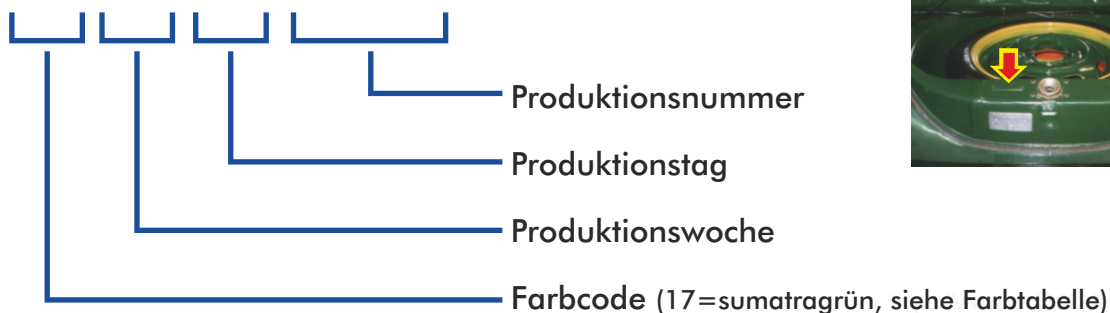 Produktionsnummer
Produktionstag
Produktionswoche
Farbcode (17=sumatragrün, siehe Farbtabelle)